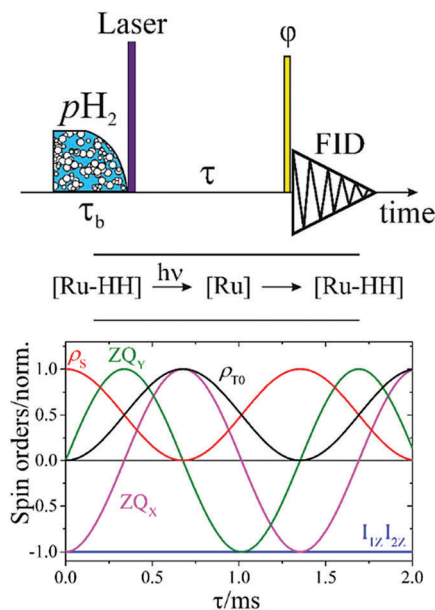 Laser
φ
pH₂
FID
τ
τb
time
hν
[Ru-HH] → [Ru] → [Ru-HH]
ρS
ZQY
ρT0
ZQX
I1ZI2Z
Spin orders/norm.
1.0
0.5
0.0
-0.5
-1.0
0.0 0.5 1.0 1.5 2.0
τ/ms